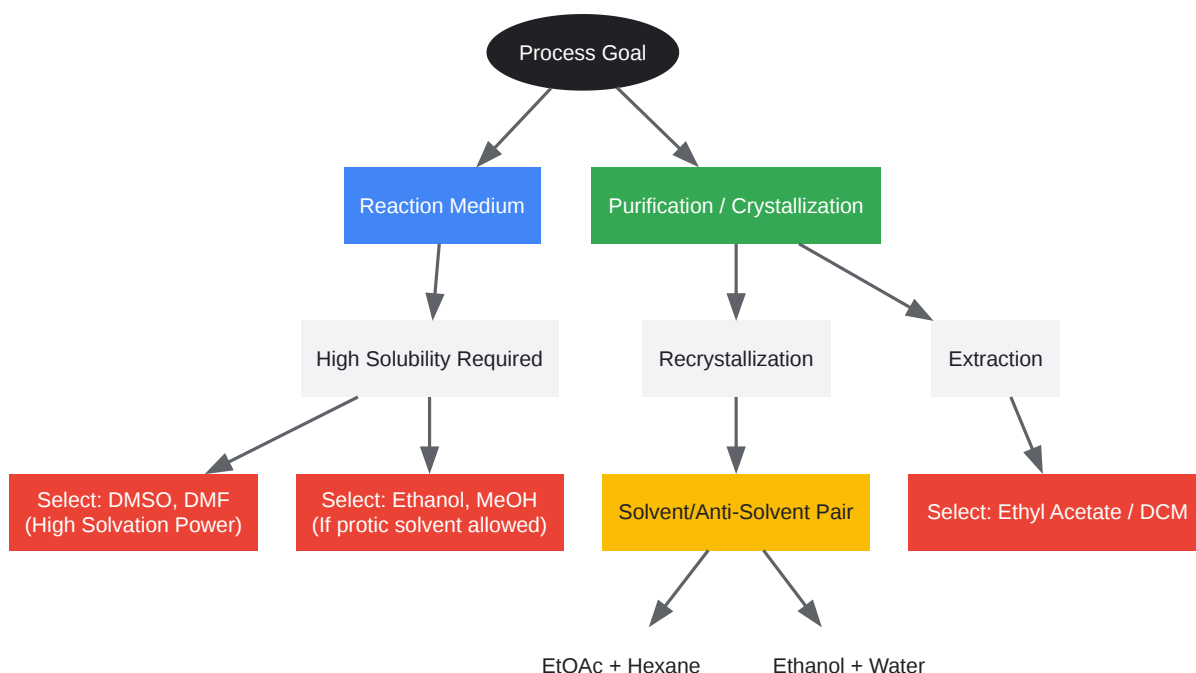 Process Goal
Reaction Medium
Purification / Crystallization
High Solubility Required
Recrystallization
Extraction
Select: DMSO, DMF
(High Solvation Power)
Select: Ethanol, MeOH
(If protic solvent allowed)
Solvent/Anti-Solvent Pair
Select: Ethyl Acetate / DCM
EtOAc + Hexane
Ethanol + Water